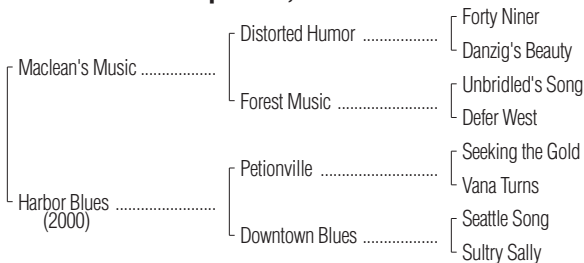 Forty Niner
Distorted Humor ..................
Danzig's Beauty
Maclean's Music ..................
Unbridled's Song
Forest Music ........................
Defer West
Seeking the Gold
Petionville ............................
Vana Turns
Harbor Blues ........................
(2000)
Seattle Song
Downtown Blues ..................
Sultry Sally